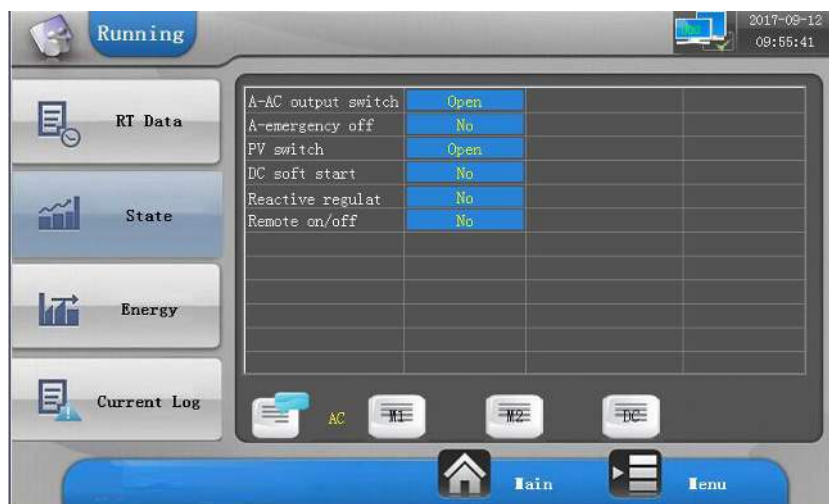 Running
2017-09-12
09:55:41
RT Data
State
Energy
Current Log
A-AC output switch Open
A-emergency off No
PV switch Open
DC soft start No
Reactive regulat No
Remote on/off No
AC M1 M2 DC
Main Menu